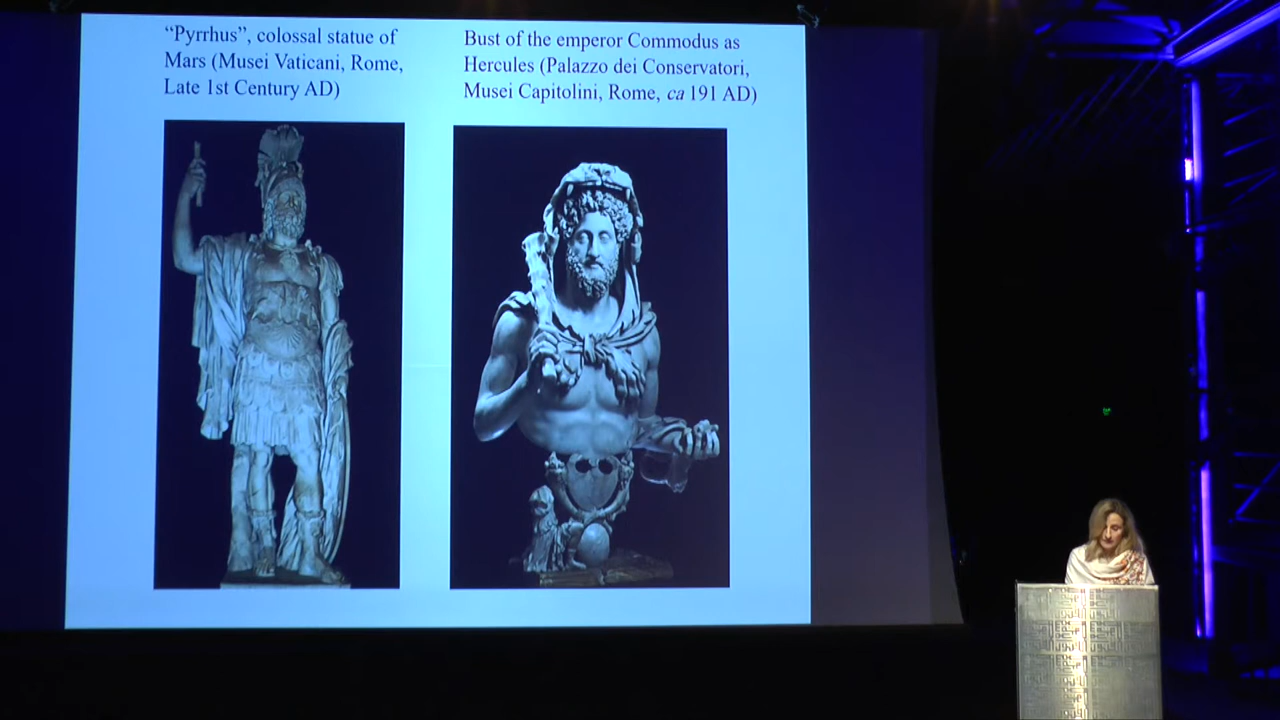 “Pyrrhus”, colossal statue of
Mars (Musei Vaticani, Rome,
Late 1st Century AD)
Bust of the emperor Commodus as
Hercules (Palazzo dei Conservatori,
Musei Capitolini, Rome, ca 191 AD)